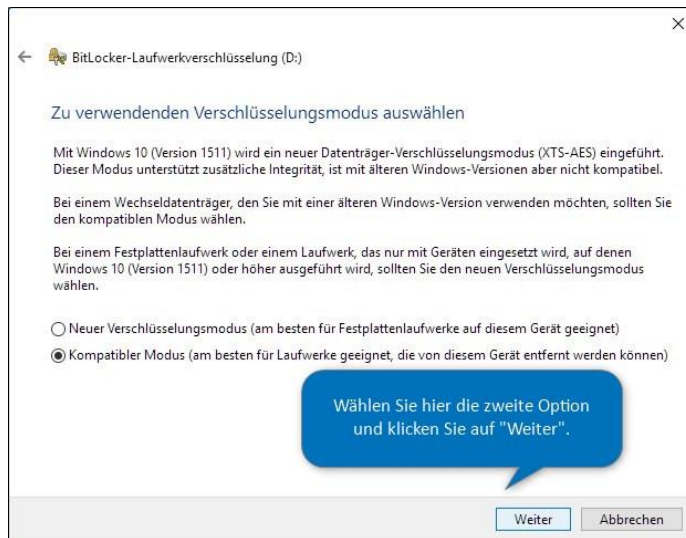 BitLocker-Laufwerkverschlüsselung (D:)
Zu verwendenden Verschlüsselungsmodus auswählen
Mit Windows 10 (Version 1511) wird ein neuer Datenträger-Verschlüsselungsmodus (XTS-AES) eingeführt.
Dieser Modus unterstützt zusätzliche Integrität, ist mit älteren Windows-Versionen aber nicht kompatibel.
Bei einem Wechseldatenträger, den Sie mit einer älteren Windows-Version verwenden möchten, sollten Sie
den kompatiblen Modus wählen.
Bei einem Festplattenlaufwerk oder einem Laufwerk, das nur mit Geräten eingesetzt wird, auf denen
Windows 10 (Version 1511) oder höher ausgeführt wird, sollten Sie den neuen Verschlüsselungsmodus
wählen.
Neuer Verschlüsselungsmodus (am besten für Festplattenlaufwerke auf diesem Gerät geeignet)
Kompatibler Modus (am besten für Laufwerke geeignet, die von diesem Gerät entfernt werden können)
Wählen Sie hier die zweite Option
und klicken Sie auf "Weiter".
Weiter
Abbrechen